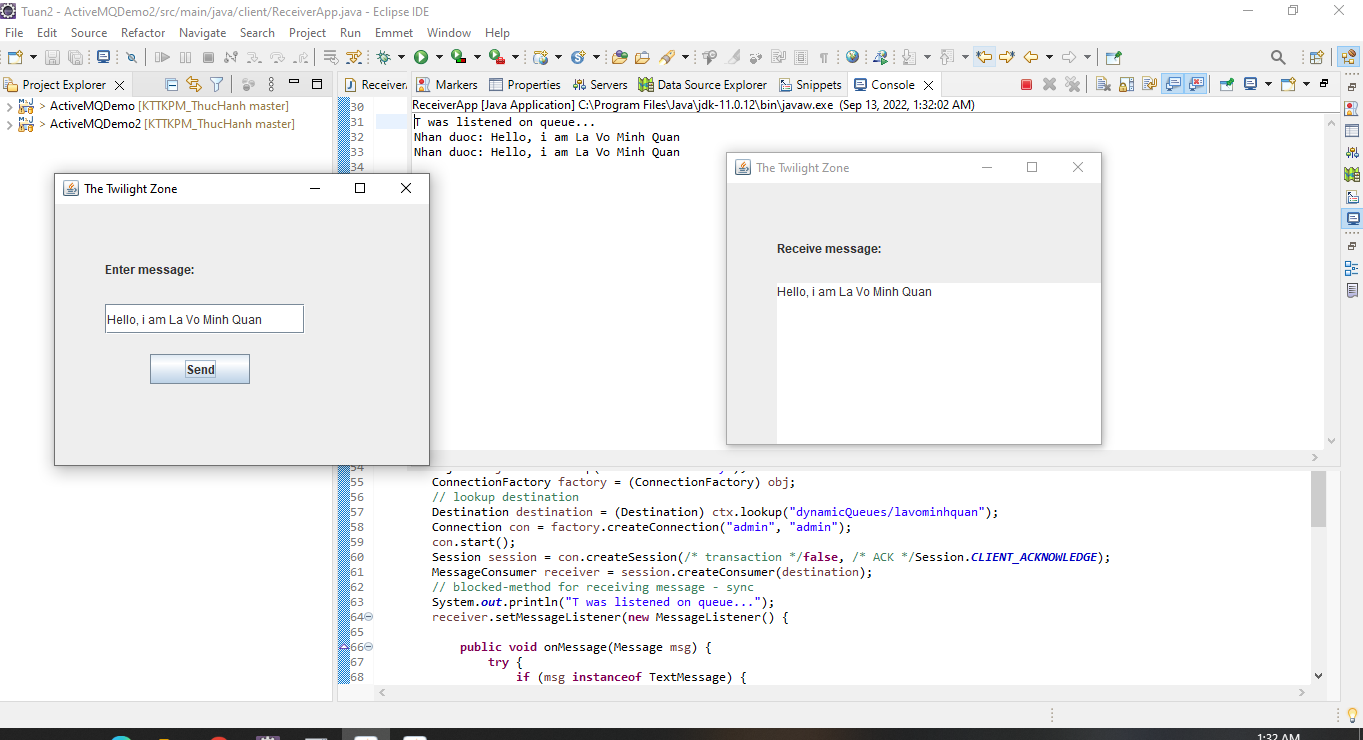 Tuan2 - ActiveMQDemo2/src/main/java/client/ReceiverApp.java - Eclipse IDE
File Edit Source Refactor Navigate Search Project Run Emmet Window Help
Project Explorer
Receiver
Markers Properties Servers Data Source Explorer Snippets Console
> ActiveMQDemo [KTTKPM_ThucHanh master]
> ActiveMQDemo2 [KTTKPM_ThucHanh master]
ReceiverApp [Java Application] C:\Program Files\Java\jdk-11.0.12\bin\javaw.exe (Sep 13, 2022, 1:32:02 AM)
30
31
32
33
34
T was listened on queue...
Nhan duoc: Hello, i am La Vo Minh Quan
Nhan duoc: Hello, i am La Vo Minh Quan
The Twilight Zone
Enter message:
Hello, i am La Vo Minh Quan
Send
The Twilight Zone
Receive message:
Hello, i am La Vo Minh Quan
54
55 ConnectionFactory factory = (ConnectionFactory) obj;
56 // lookup destination
57 Destination destination = (Destination) ctx.lookup("dynamicQueues/lavominhquan");
58 Connection con = factory.createConnection("admin", "admin");
59 con.start();
60 Session session = con.createSession(/* transaction */false, /* ACK */Session.CLIENT_ACKNOWLEDGE);
61 MessageConsumer receiver = session.createConsumer(destination);
62 // blocked-method for receiving message - sync
63 System.out.println("T was listened on queue...");
64 receiver.setMessageListener(new MessageListener() {
65
66 public void onMessage(Message msg) {
67 try {
68 if (msg instanceof TextMessage) {
1:32 AM